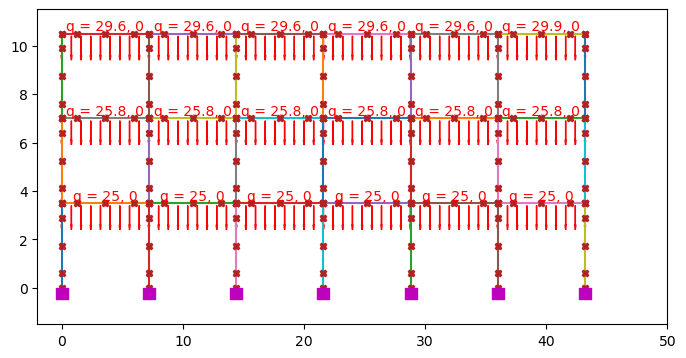 q = 29.6, 0 q = 29.6, 0 q = 29.6, 0 q = 29.6, 0 q = 29.6, 0 q = 29.9, 0
10
q = 25.8, 0 q = 25.8, 0 q = 25.8, 0 q = 25.8, 0 q = 25.8, 0 q = 25.8, 0
8
6
4
q = 25, 0 q = 25, 0 q = 25, 0 q = 25, 0 q = 25, 0 q = 25, 0
2
0
0 10 20 30 40 50